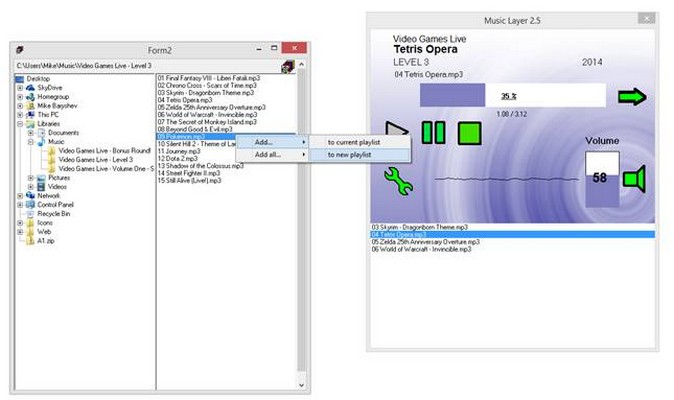 Form2
C:\Users\Mike\Music\Video Games Live - Level 3
Desktop
SkyDrive
Homegroup
Mike Baryshev
This PC
Libraries
Documents
Music
Video Games Live - Bonus Round!
Video Games Live - Level 3
Video Games Live - Volume One - S
Pictures
Videos
Network
Control Panel
Recycle Bin
Icons
Web
A1.zip
01 Final Fantasy VIII - Liberi Fatali.mp3
02 Chrono Cross - Scars of Time.mp3
03 Skyrim - Dragonborn Theme.mp3
04 Tetris Opera.mp3
05 Zelda 25th Anniversary Overture.mp3
06 World of Warcraft - Invincible.mp3
07 The Secret of Monkey Island.mp3
08 Beyond Good & Evil.mp3
09 Pokemon.mp3
10 Silent Hill 2 - Theme of La
11 Journey.mp3
12 Dota 2.mp3
13 Shadow of the Colossus.mp3
14 Street Fighter II.mp3
15 Still Alive (Live!).mp3
Add...
Add all...
to current playlist
to new playlist
Music Layer 2.5
Video Games Live
Tetris Opera
LEVEL 3
2014
04 Tetris Opera.mp3
35 %
1.08 / 3.12
Volume
58
03 Skyrim - Dragonborn Theme.mp3
04 Tetris Opera.mp3
05 Zelda 25th Anniversary Overture.mp3
06 World of Warcraft - Invincible.mp3